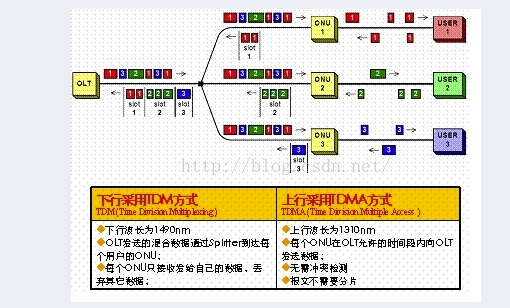 1 3 2 1 3 1
ONU 1
1 1
USER 1
1 1
slot 1
1 1
OLT
1 3 2 1 3 1
1 3 2 1 3 1
ONU 2
2
USER 2
1 1 2 2 2 3
slot 1
slot 2
slot 3
2 2 2
slot 2
2 2 2
1 3 2 1 3 1
ONU 3
3 3
USER 3
3
slot 3
3
http://blog.csdn.net/
下行采用TDM方式
TDM (Time Division Multiplexing)
下行波长为1490nm
OLT发送的混合数据通过Splitter到达每个用户的ONU;
每个ONU只接收发给自己的数据、丢弃其它数据;
上行采用TDMA方式
TDMA (Time Division Multiple Access )
上行波长为1310nm
每个ONU在OLT允许的时间段内向OLT发送数据;
无需冲突检测
报文不需要分片